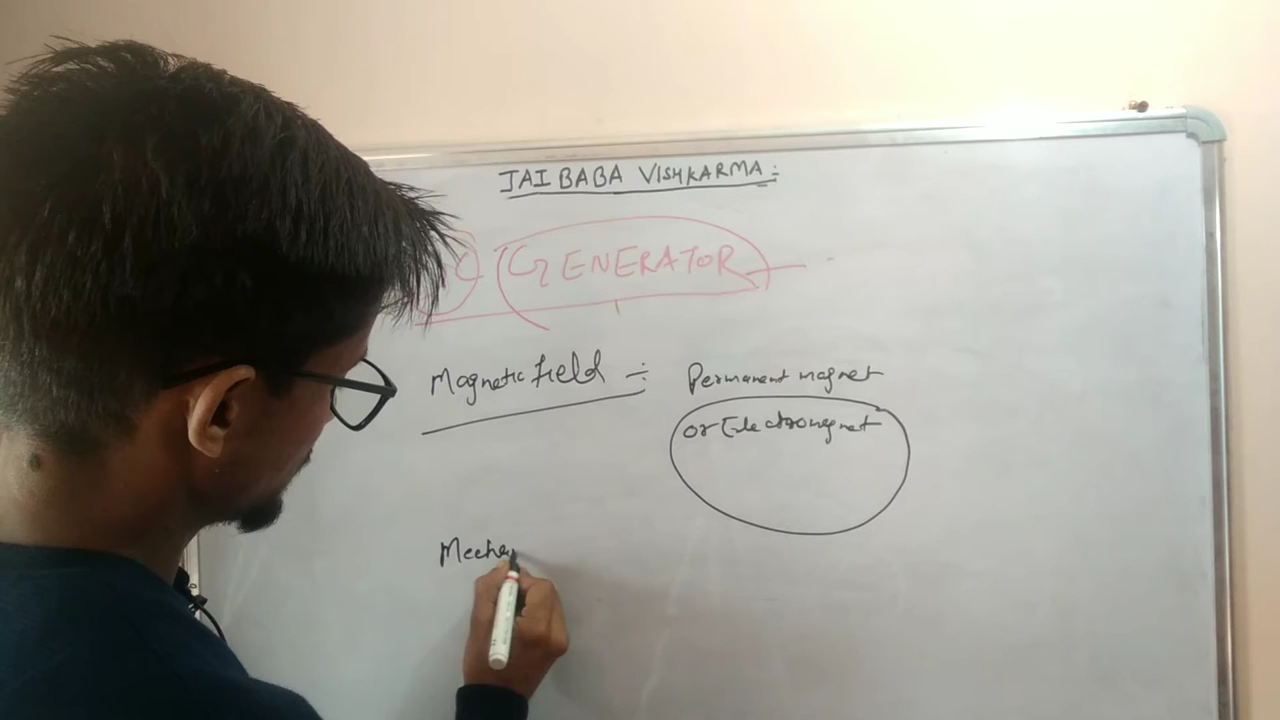 JAI BABA VISHKARMA :
C GENERATOR
Magnetic field :- Permanent magnet
or Electromagnet
Mecha